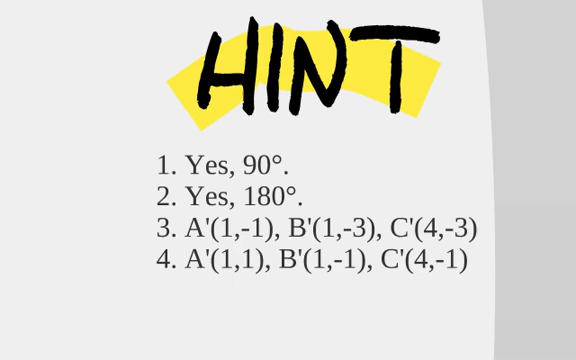 HINT
1. Yes, 90°.
2. Yes, 180°.
3. A'(1,-1), B'(1,-3), C'(4,-3)
4. A'(1,1), B'(1,-1), C'(4,-1)